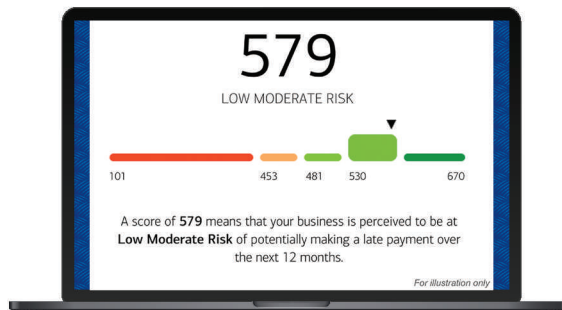 579
LOW MODERATE RISK
101 453 481 530 670
A score of 579 means that your business is perceived to be at
Low Moderate Risk of potentially making a late payment over
the next 12 months.
For illustration only